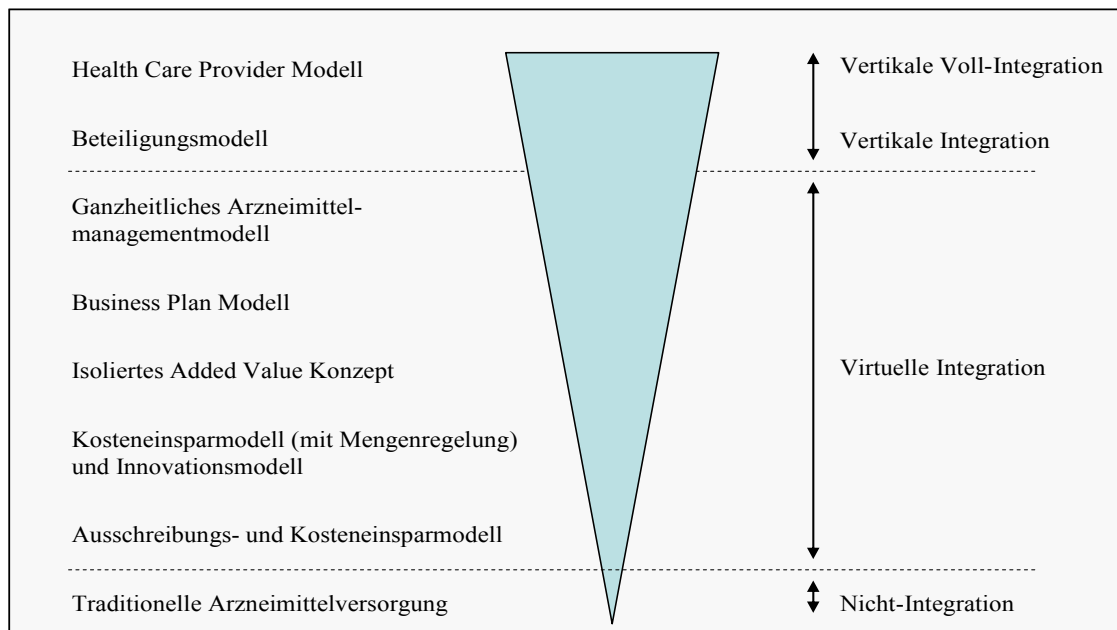 Health Care Provider Modell
Vertikale Voll-Integration
Beteiligungsmodell
Vertikale Integration
Ganzheitliches Arzneimittel-
managementmodell
Business Plan Modell
Isoliertes Added Value Konzept
Virtuelle Integration
Kosteneinsparmodell (mit Mengenregelung)
und Innovationsmodell
Ausschreibungs- und Kosteneinsparmodell
Traditionelle Arzneimittelversorgung
Nicht-Integration